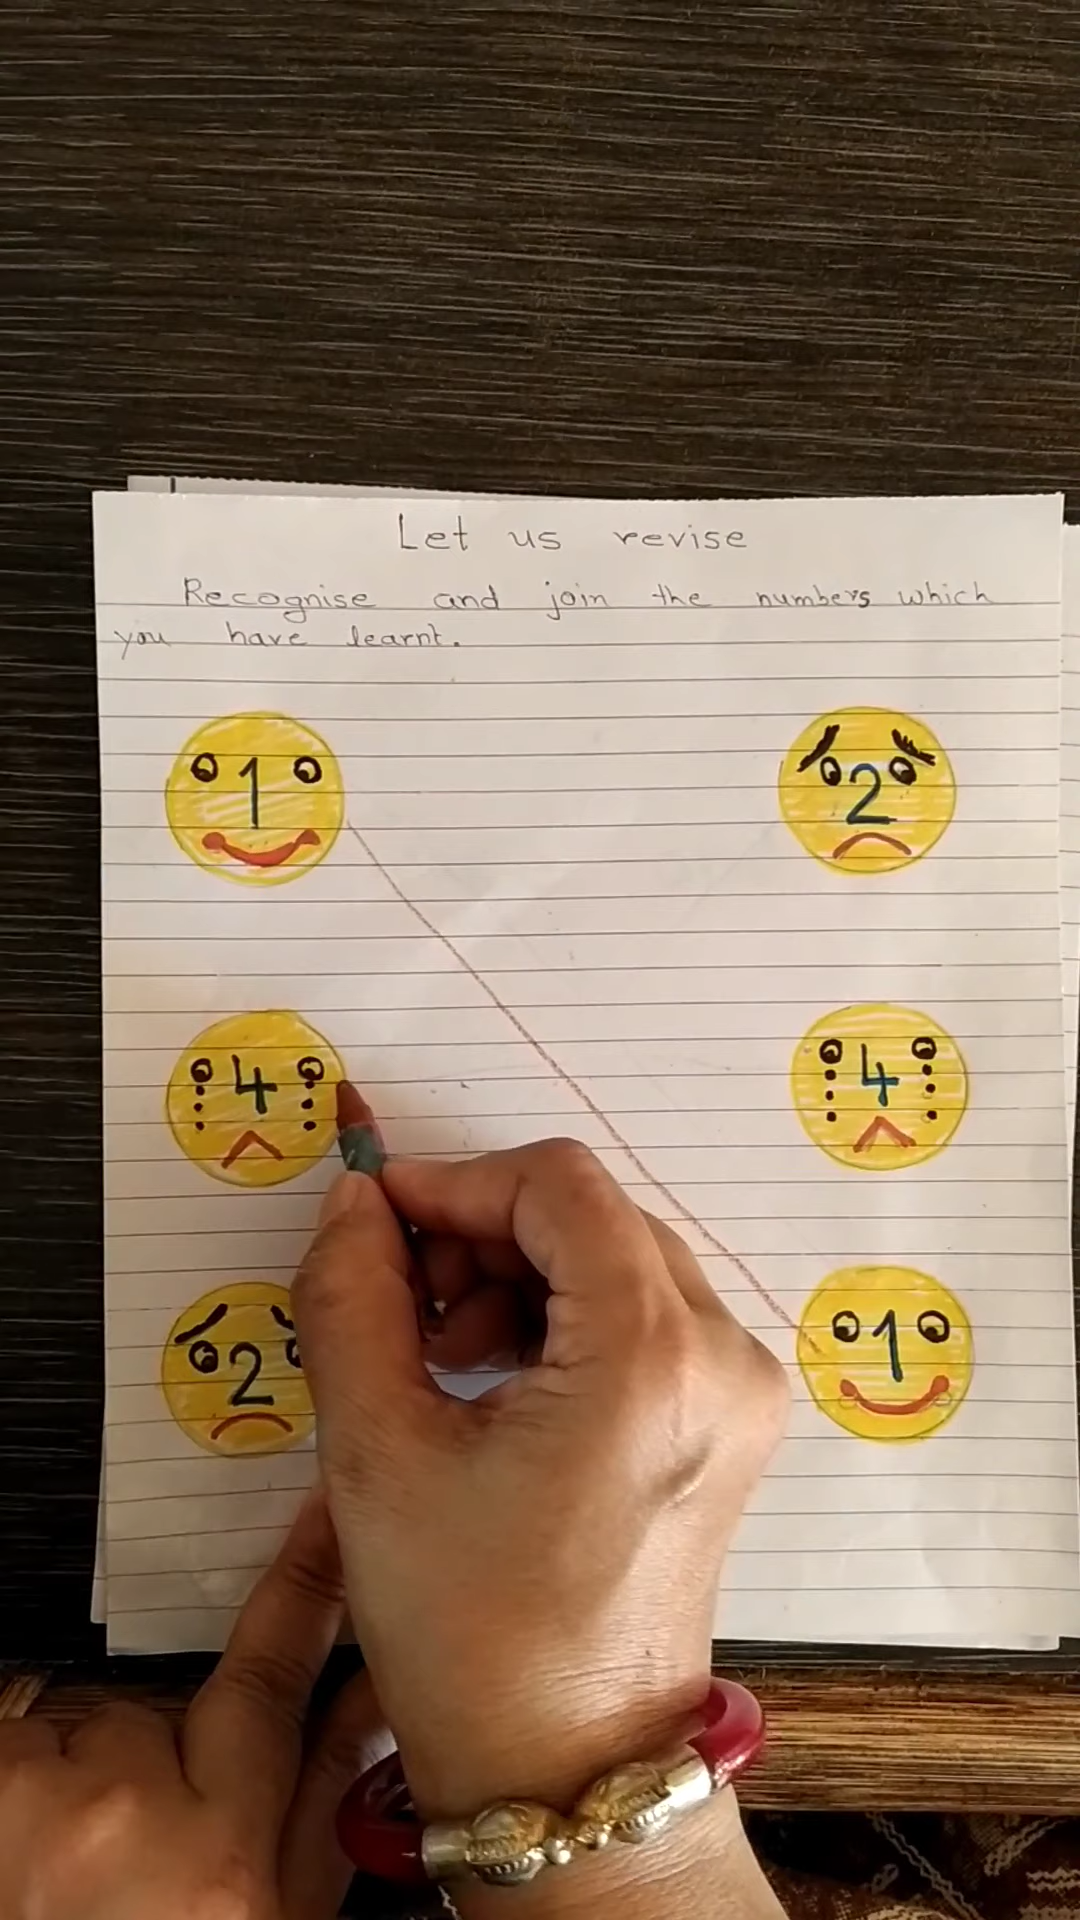 Let us revise
Recognise and join the numbers which
you have learnt.
1 2
4 4
2 1